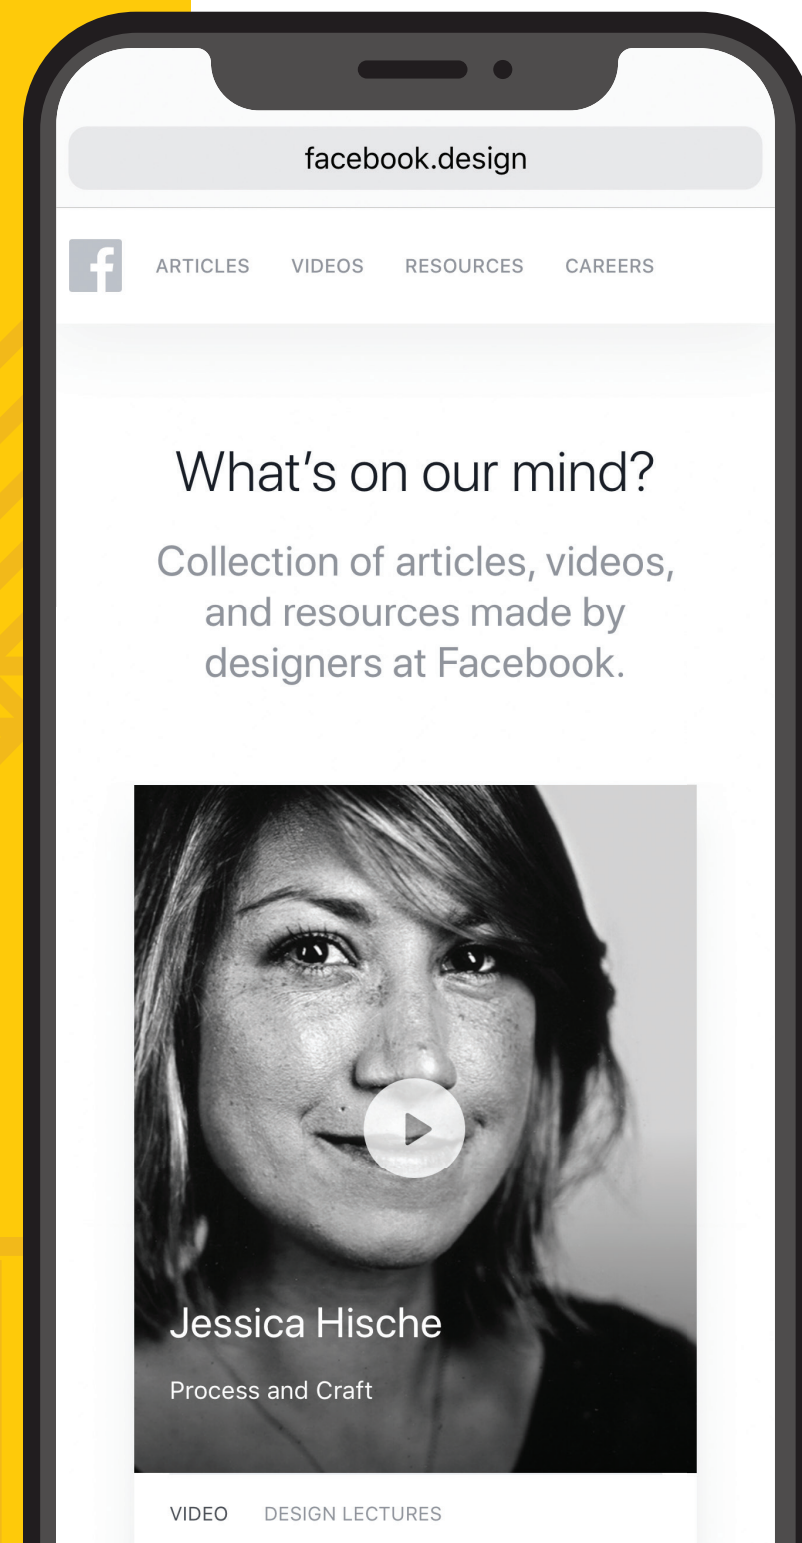 facebook.design
ARTICLES VIDEOS RESOURCES CAREERS
What’s on our mind?
Collection of articles, videos,
and resources made by
designers at Facebook.
Jessica Hische
Process and Craft
VIDEO DESIGN LECTURES